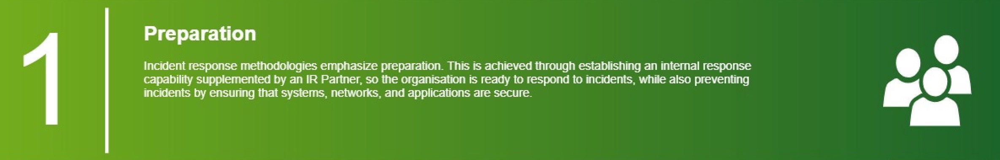 1
Preparation
Incident response methodologies emphasize preparation. This is achieved through establishing an internal response
capability supplemented by an IR Partner, so the organisation is ready to respond to incidents, while also preventing
incidents by ensuring that systems, networks, and applications are secure.